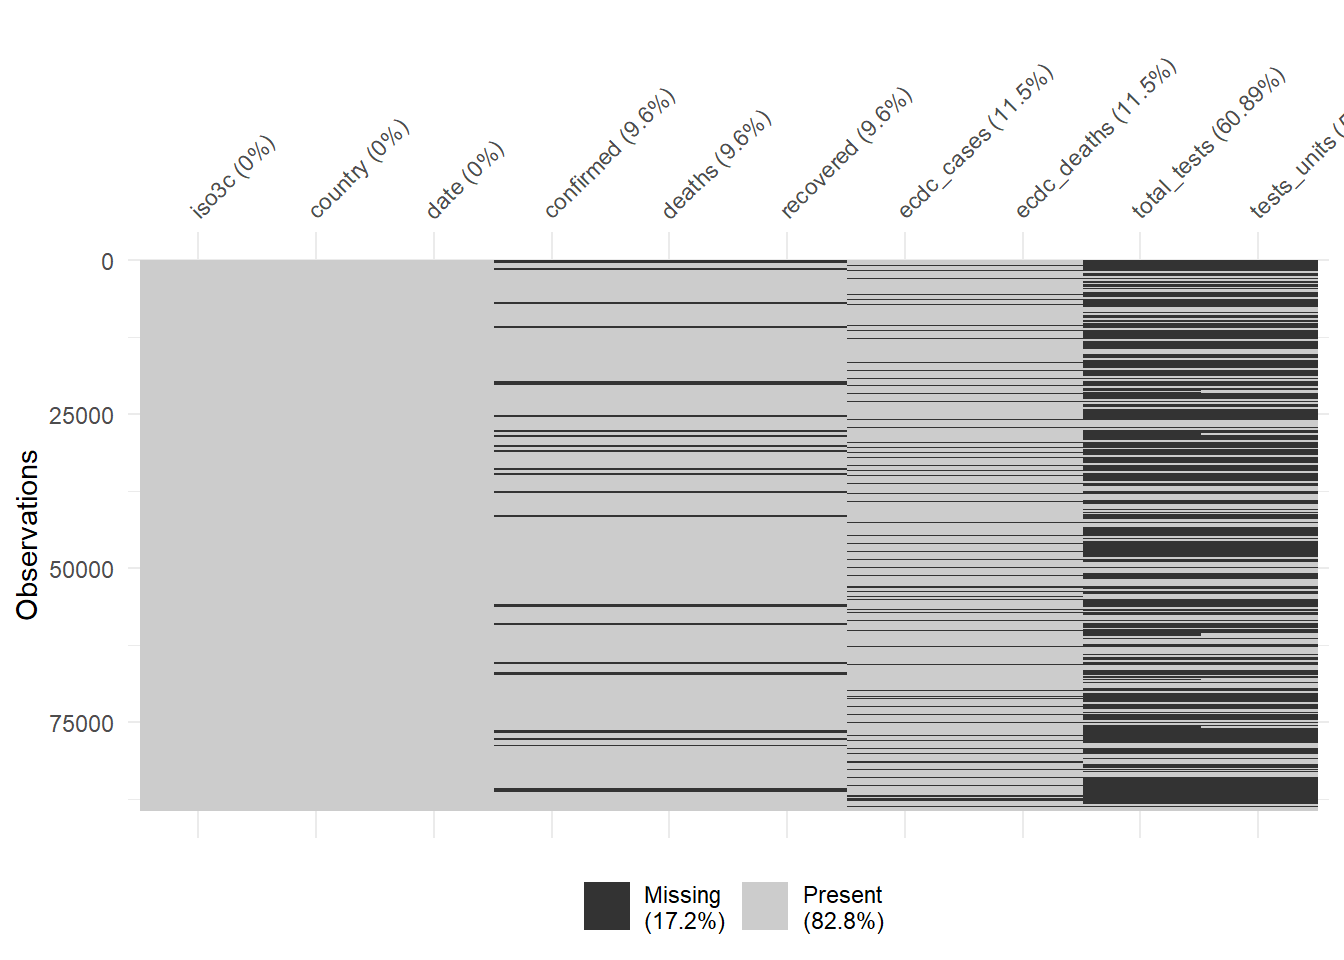 iso3c (0%)
country (0%)
date (0%)
confirmed (9.6%)
deaths (9.6%)
recovered (9.6%)
ecdc_cases (11.5%)
ecdc_deaths (11.5%)
total_tests (60.89%)
tests_units (5
0
25000
50000
75000
Observations
Missing
(17.2%)
Present
(82.8%)